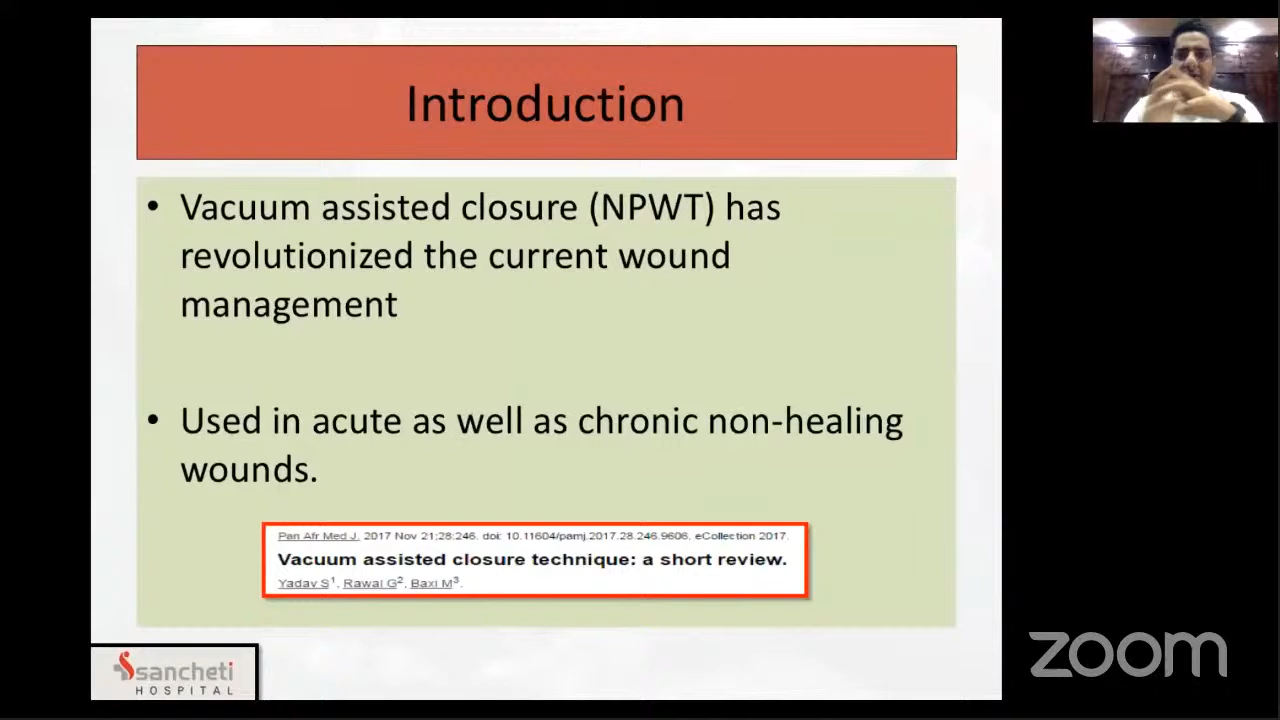 Introduction
• Vacuum assisted closure (NPWT) has
revolutionized the current wound
management
• Used in acute as well as chronic non-healing
wounds.
Pan Afr Med J. 2017 Nov 21;28:246. doi: 10.11604/pamj.2017.28.246.9606. eCollection 2017.
Vacuum assisted closure technique: a short review.
Yadav S1, Rawal G2, Baxi M3.
sancheti
HOSPITAL
zoom